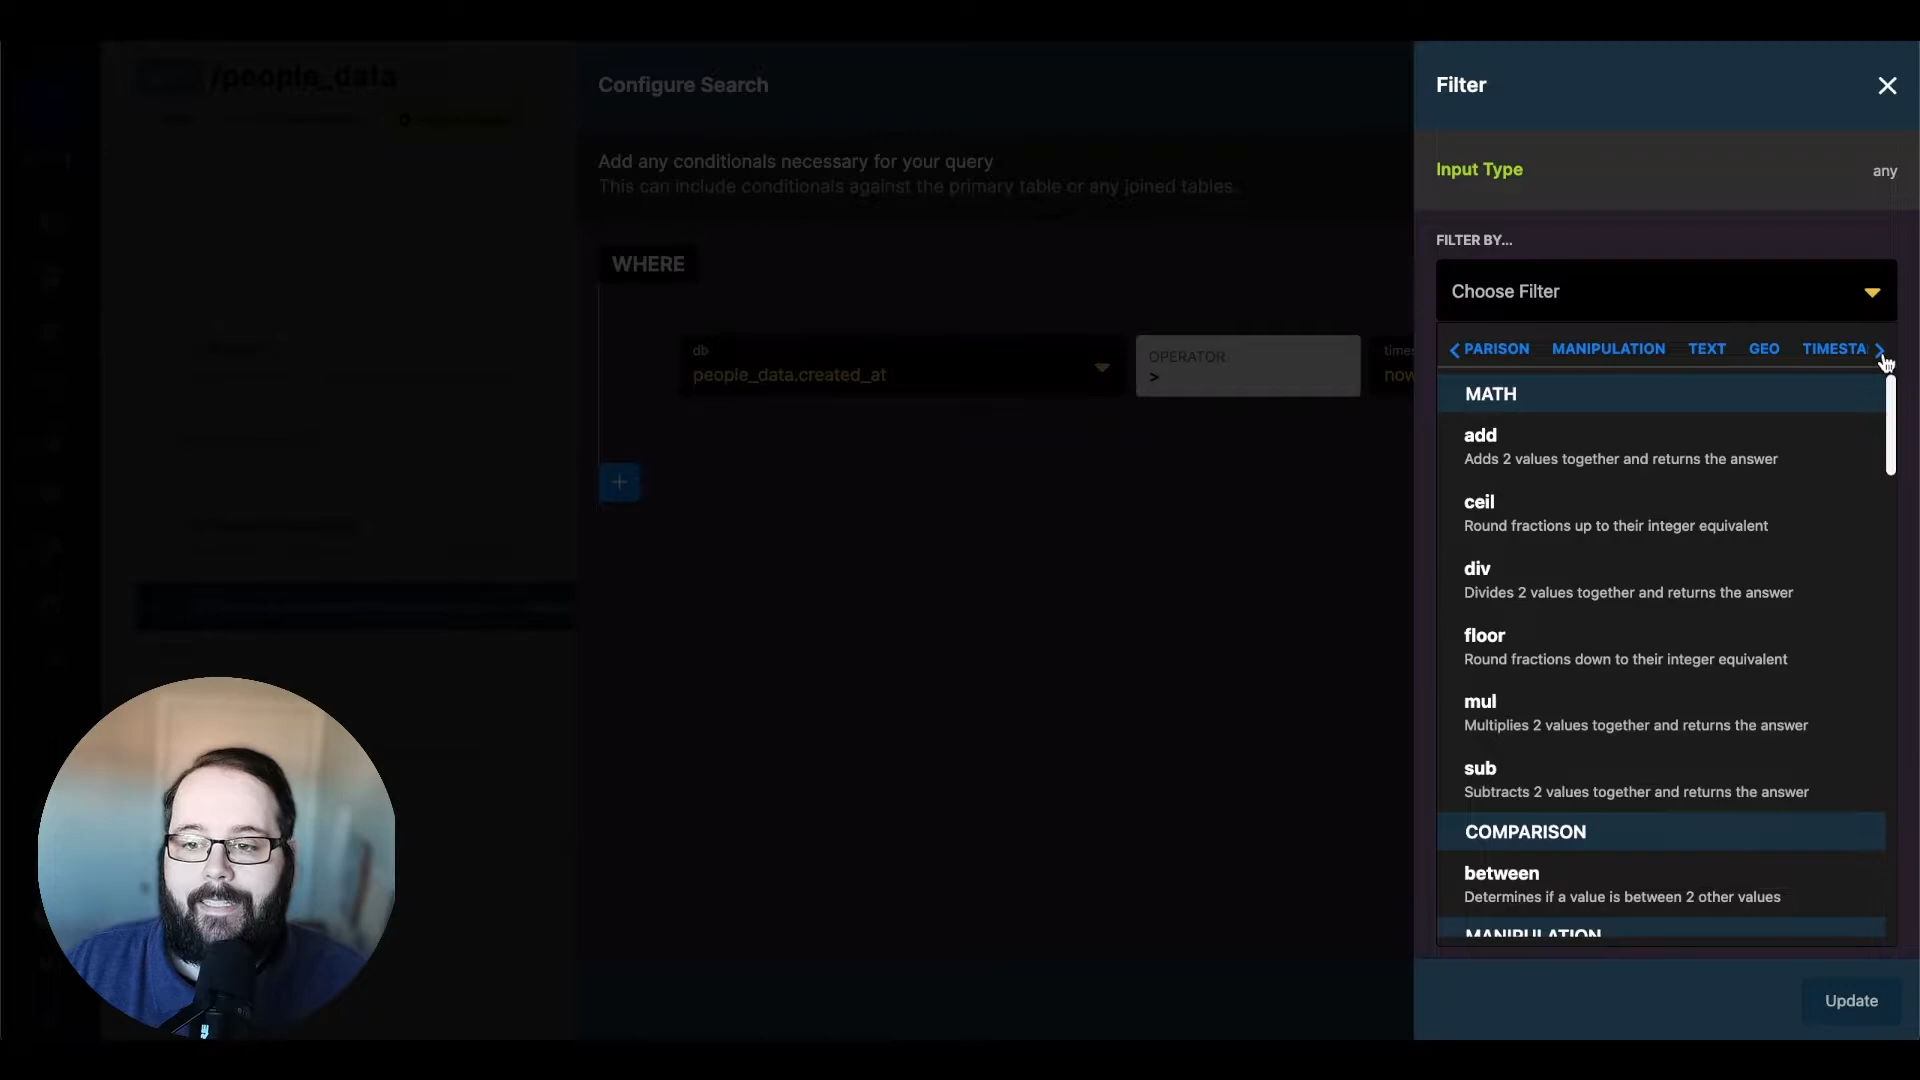 /people_data
Configure Search
Add any conditionals necessary for your query
This can include conditionals against the primary table or any joined tables.
WHERE
db
people_data.created_at
OPERATOR
>
times
now
Filter
Input Type
any
FILTER BY...
Choose Filter
PARISON MANIPULATION TEXT GEO TIMESTA
MATH
add
Adds 2 values together and returns the answer
ceil
Round fractions up to their integer equivalent
div
Divides 2 values together and returns the answer
floor
Round fractions down to their integer equivalent
mul
Multiplies 2 values together and returns the answer
sub
Subtracts 2 values together and returns the answer
COMPARISON
between
Determines if a value is between 2 other values
MANIPULATION
Update